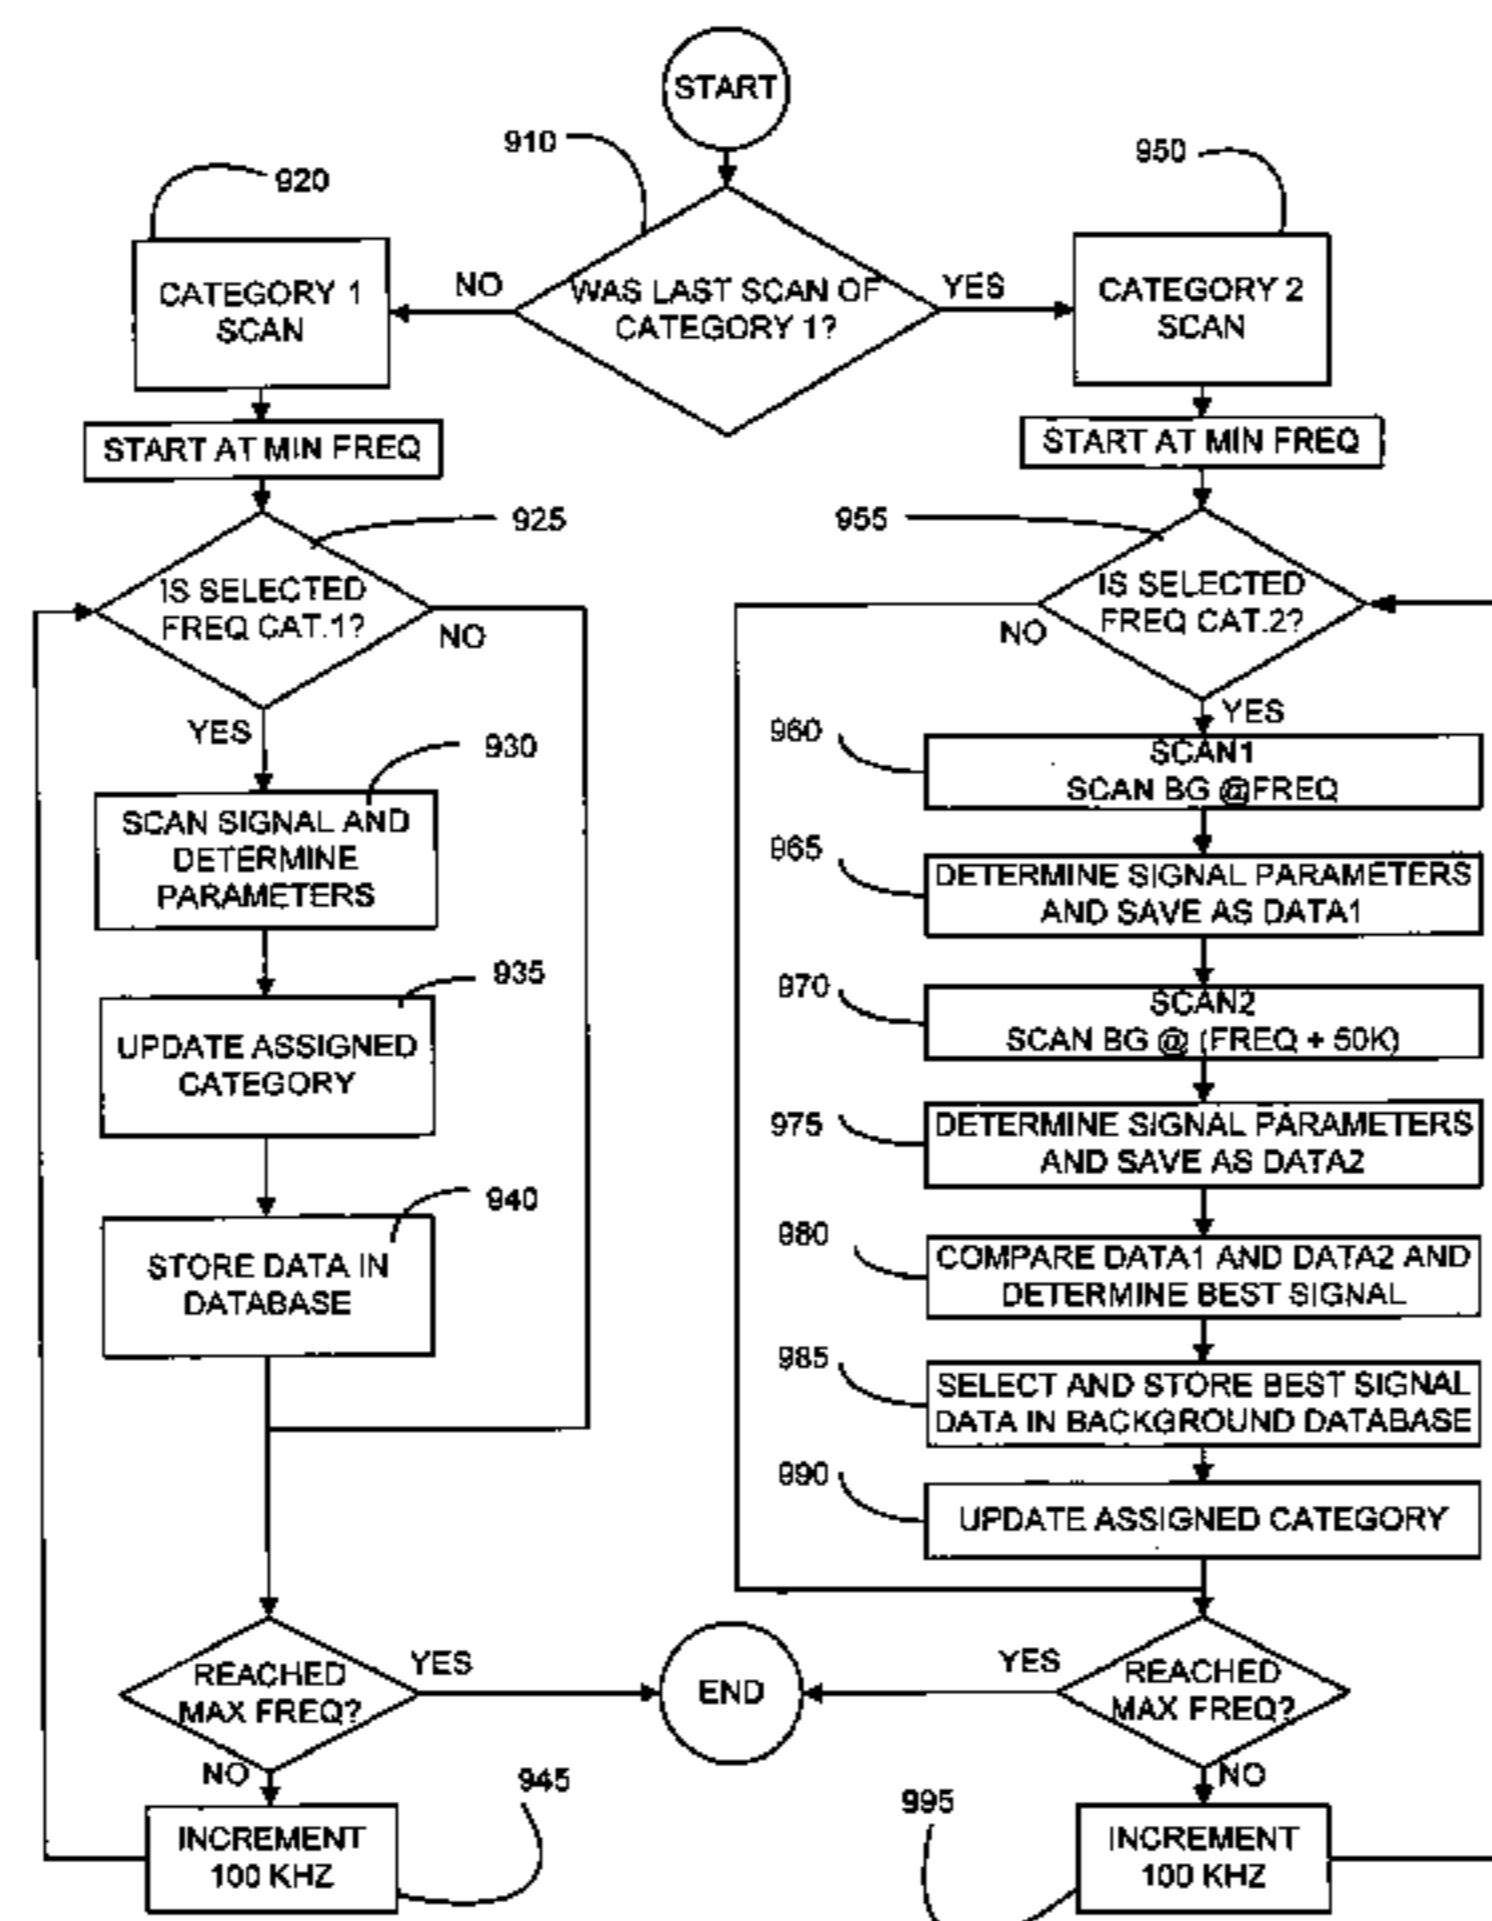 START
910
WAS LAST SCAN OF
CATEGORY 1?
NO
YES
920
CATEGORY 1
SCAN
START AT MIN FREQ
925
IS SELECTED
FREQ CAT.1?
NO
YES
930
SCAN SIGNAL AND
DETERMINE
PARAMETERS
935
UPDATE ASSIGNED
CATEGORY
940
STORE DATA IN
DATABASE
REACHED
MAX FREQ?
YES
NO
945
INCREMENT
100 KHZ
END
950
CATEGORY 2
SCAN
START AT MIN FREQ
955
IS SELECTED
FREQ CAT.2?
NO
YES
960
SCAN1
SCAN BG @FREQ
965
DETERMINE SIGNAL PARAMETERS
AND SAVE AS DATA1
970
SCAN2
SCAN BG @ (FREQ + 50K)
975
DETERMINE SIGNAL PARAMETERS
AND SAVE AS DATA2
980
COMPARE DATA1 AND DATA2 AND
DETERMINE BEST SIGNAL
985
SELECT AND STORE BEST SIGNAL
DATA IN BACKGROUND DATABASE
990
UPDATE ASSIGNED CATEGORY
YES
REACHED
MAX FREQ?
NO
995
INCREMENT
100 KHZ